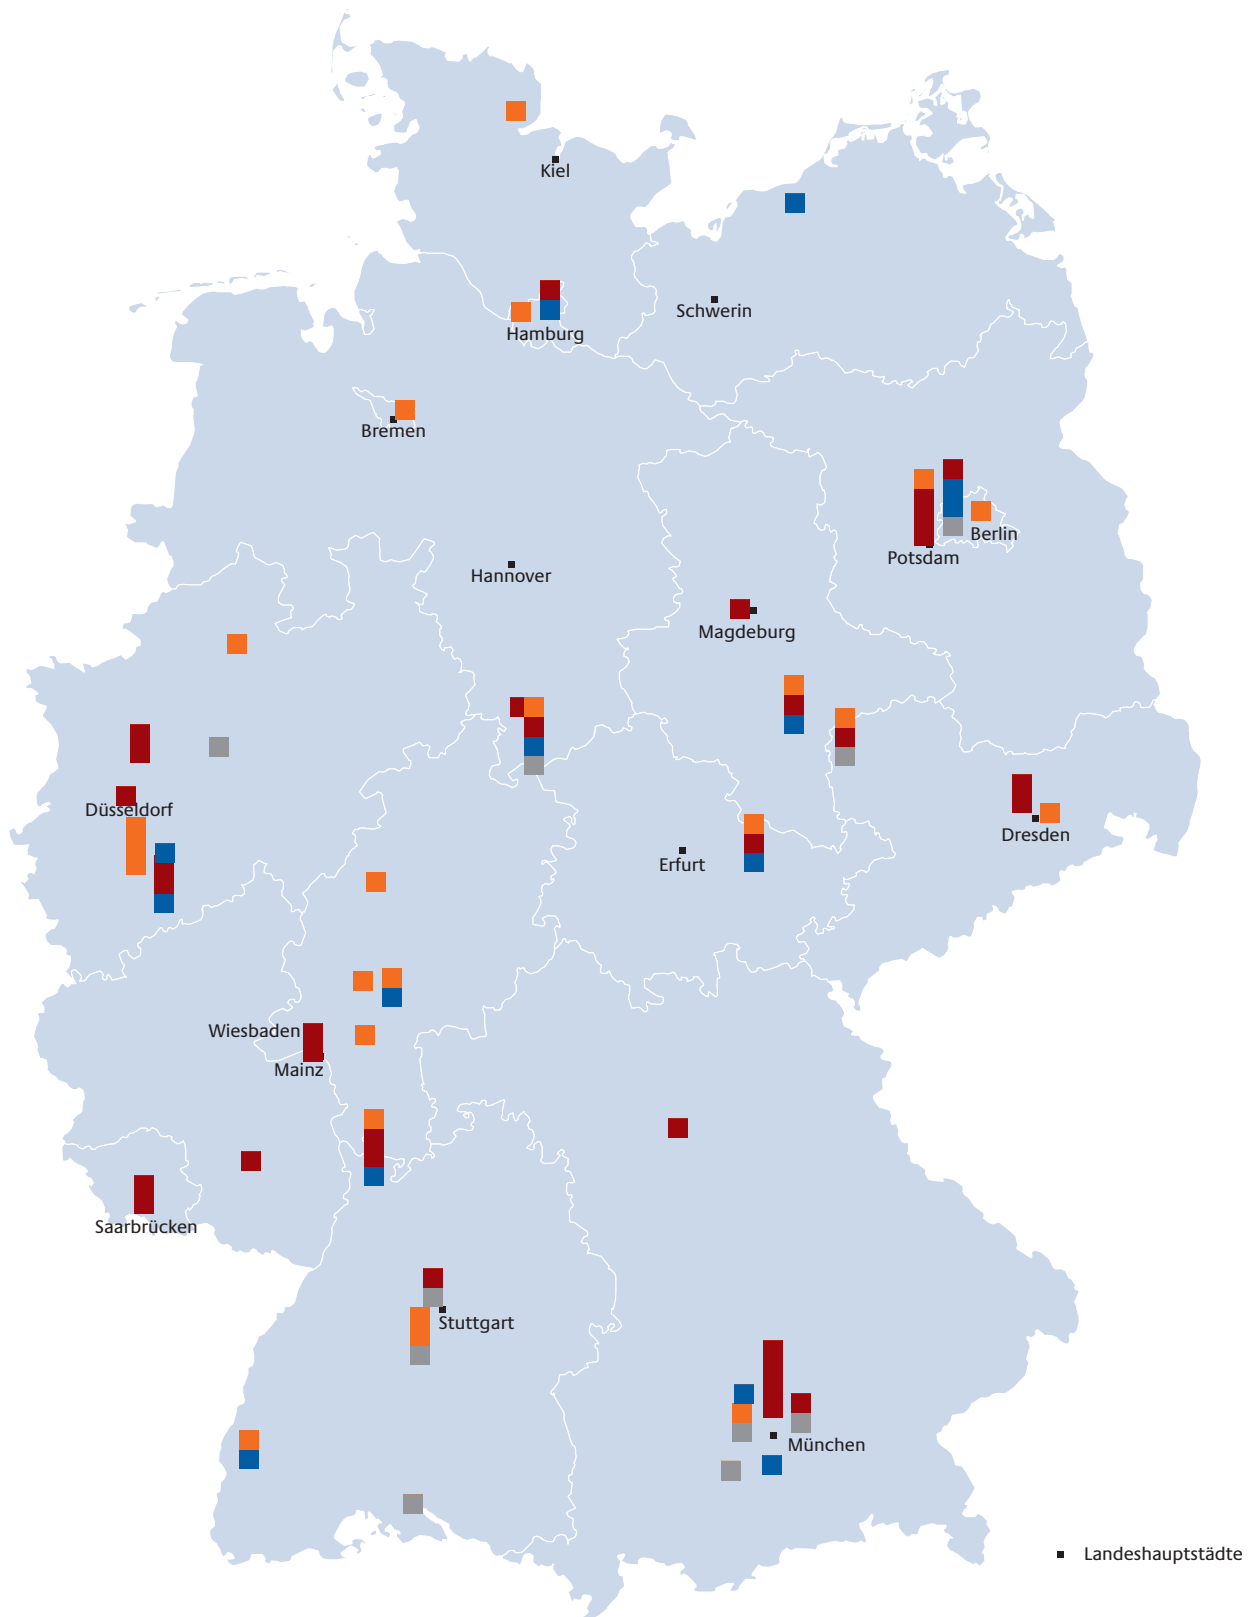 Kiel
Schwerin
Hamburg
Bremen
Berlin
Potsdam
Hannover
Magdeburg
Düsseldorf
Dresden
Erfurt
Wiesbaden
Mainz
Saarbrücken
Stuttgart
München
Landeshauptstädte